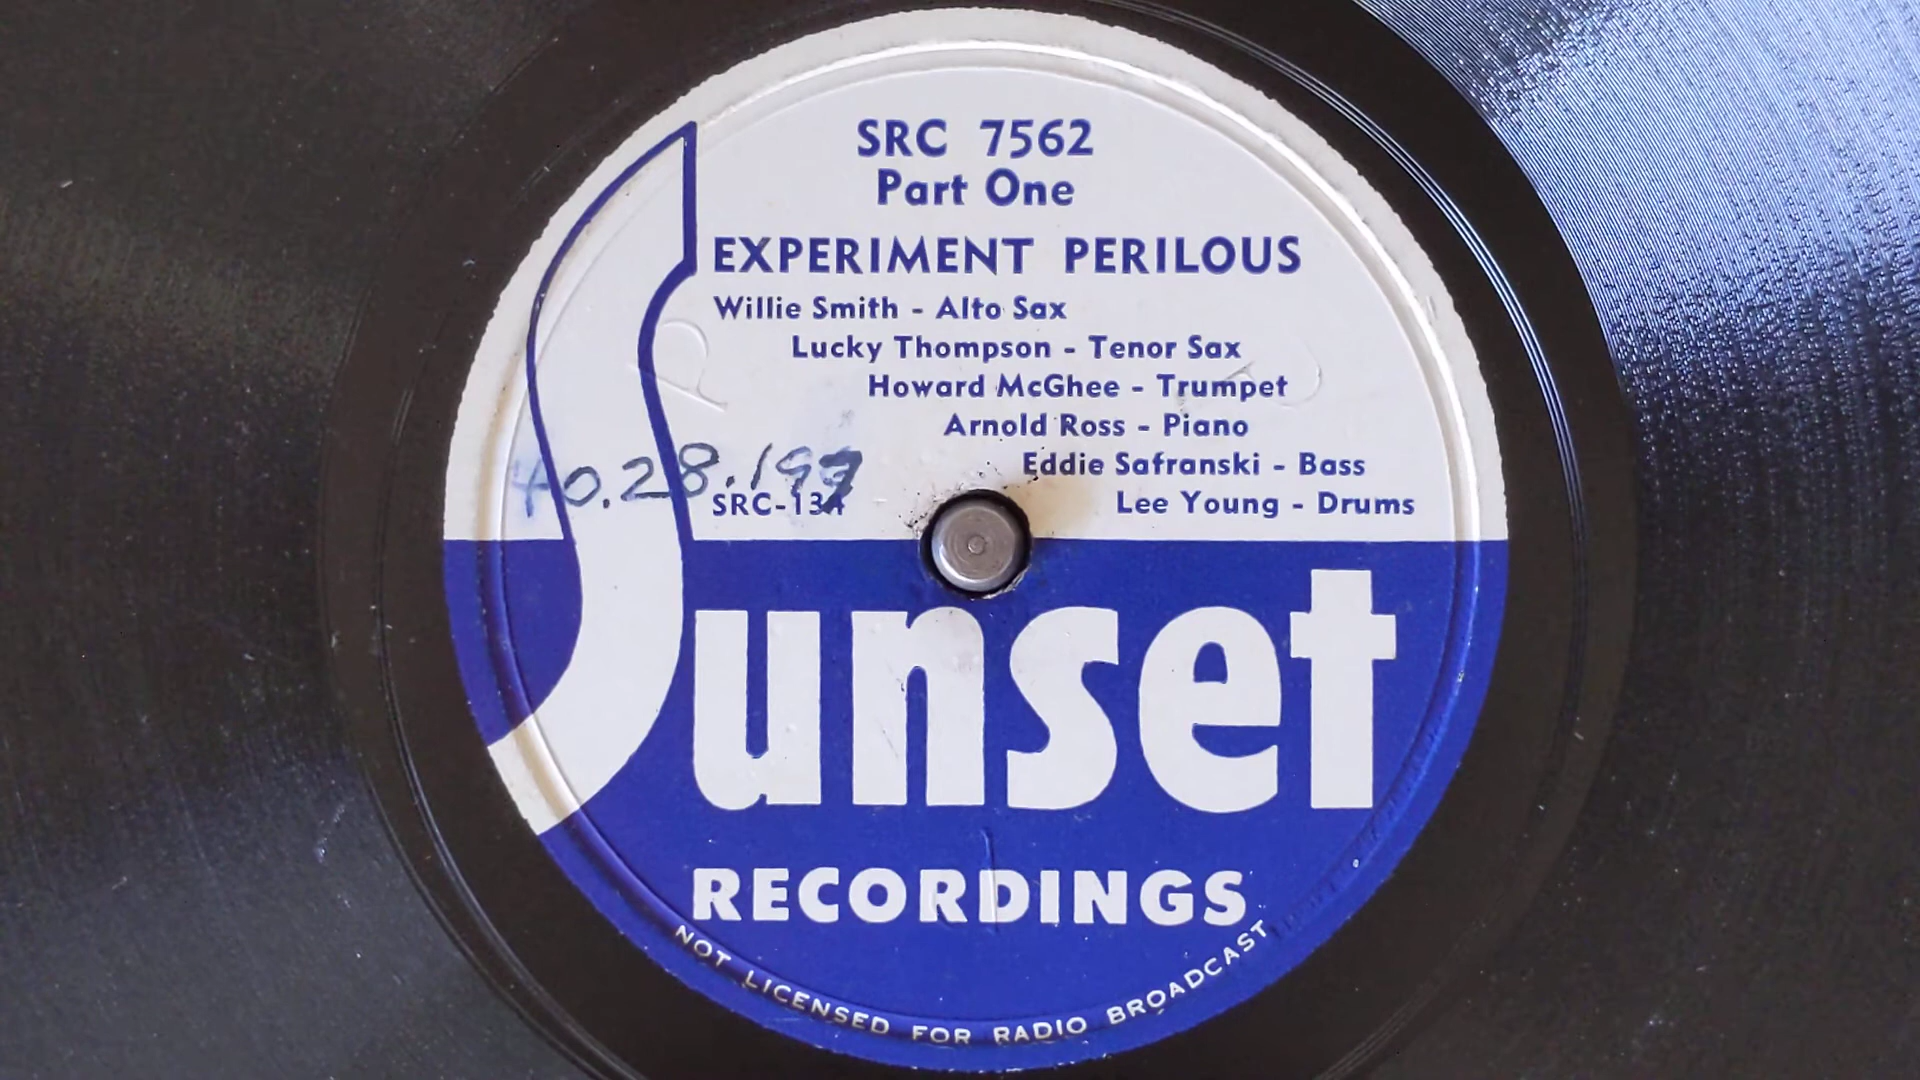 SRC 7562
Part One
EXPERIMENT PERILOUS
Willie Smith - Alto Sax
Lucky Thompson - Tenor Sax
Howard McGhee - Trumpet
Arnold Ross - Piano
Eddie Safranski - Bass
Lee Young - Drums
Sunset
RECORDINGS
NOT LICENSED FOR RADIO BROADCAST